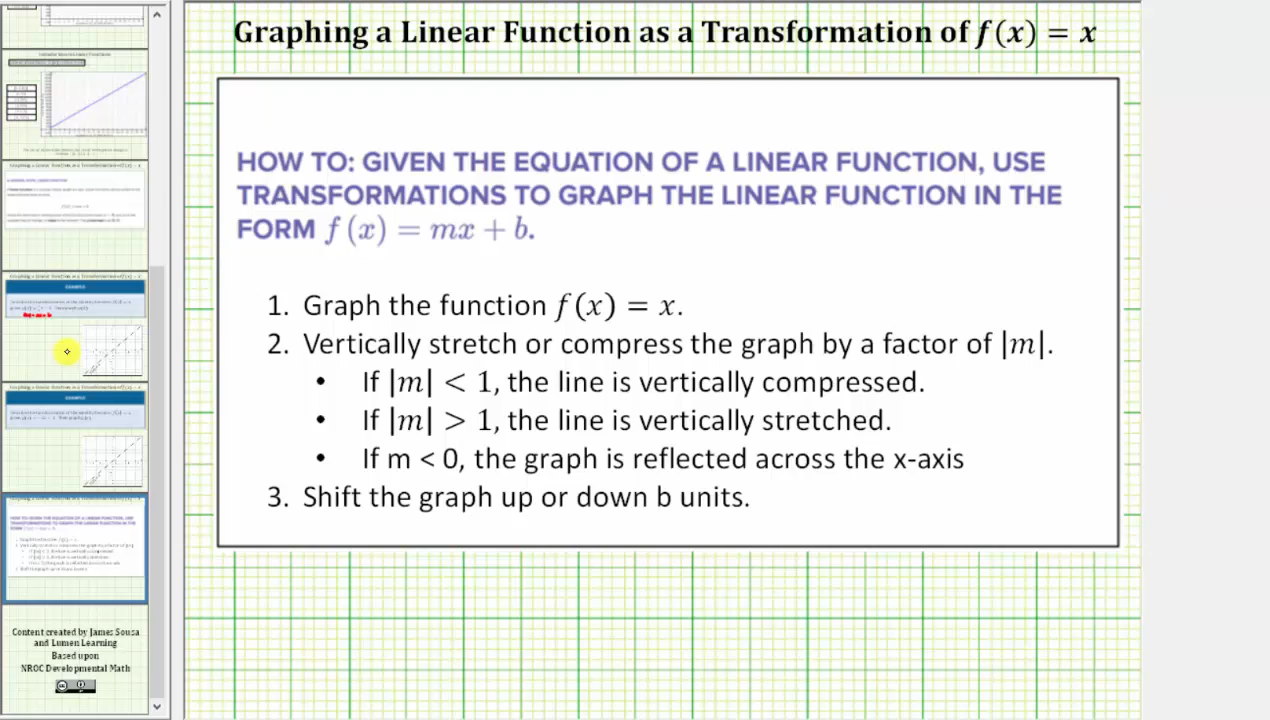 Graphing a Linear Function as a Transformation of f(x) = x
HOW TO: GIVEN THE EQUATION OF A LINEAR FUNCTION, USE
TRANSFORMATIONS TO GRAPH THE LINEAR FUNCTION IN THE
FORM f (x) = mx + b.
1. Graph the function f(x) = x.
2. Vertically stretch or compress the graph by a factor of |m|.
• If |m| < 1, the line is vertically compressed.
• If |m| > 1, the line is vertically stretched.
• If m < 0, the graph is reflected across the x-axis
3. Shift the graph up or down b units.
Content created by James Sousa
and Lumen Learning
Based upon
NROC Developmental Math